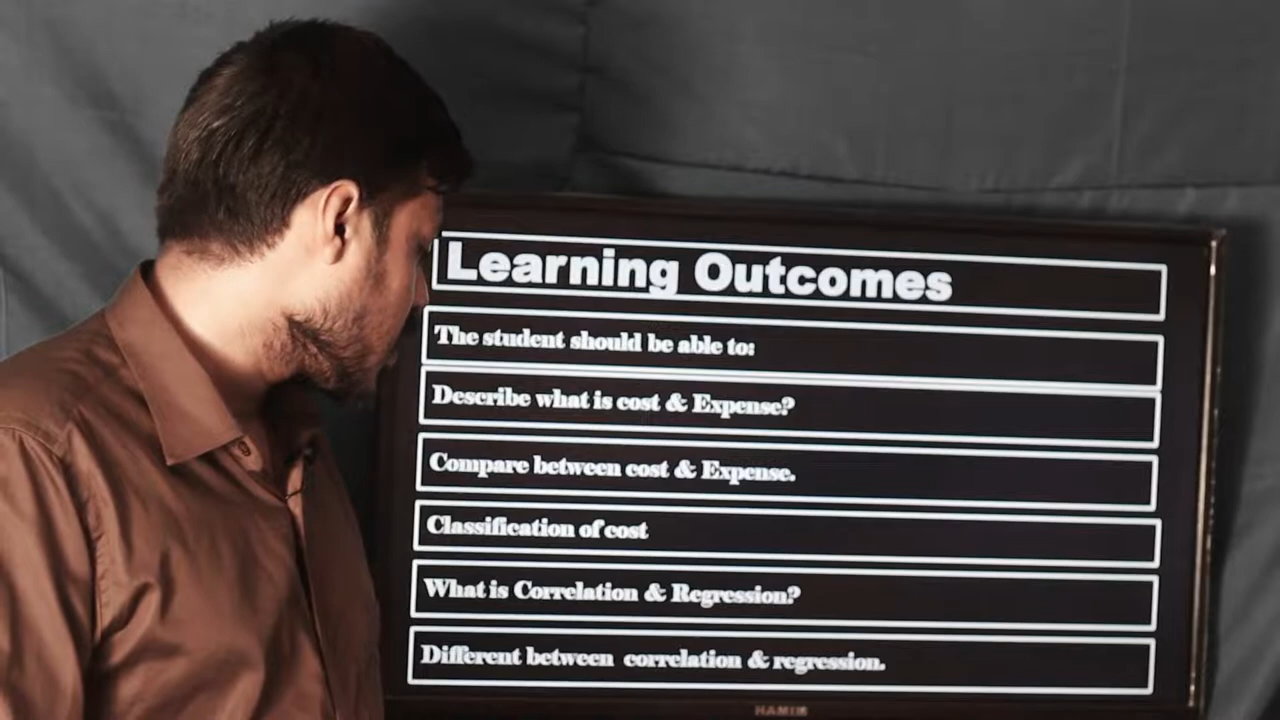 Learning Outcomes
The student should be able to:
Describe what is cost & Expense?
Compare between cost & Expense.
Classification of cost
What is Correlation & Regression?
Different between correlation & regression.